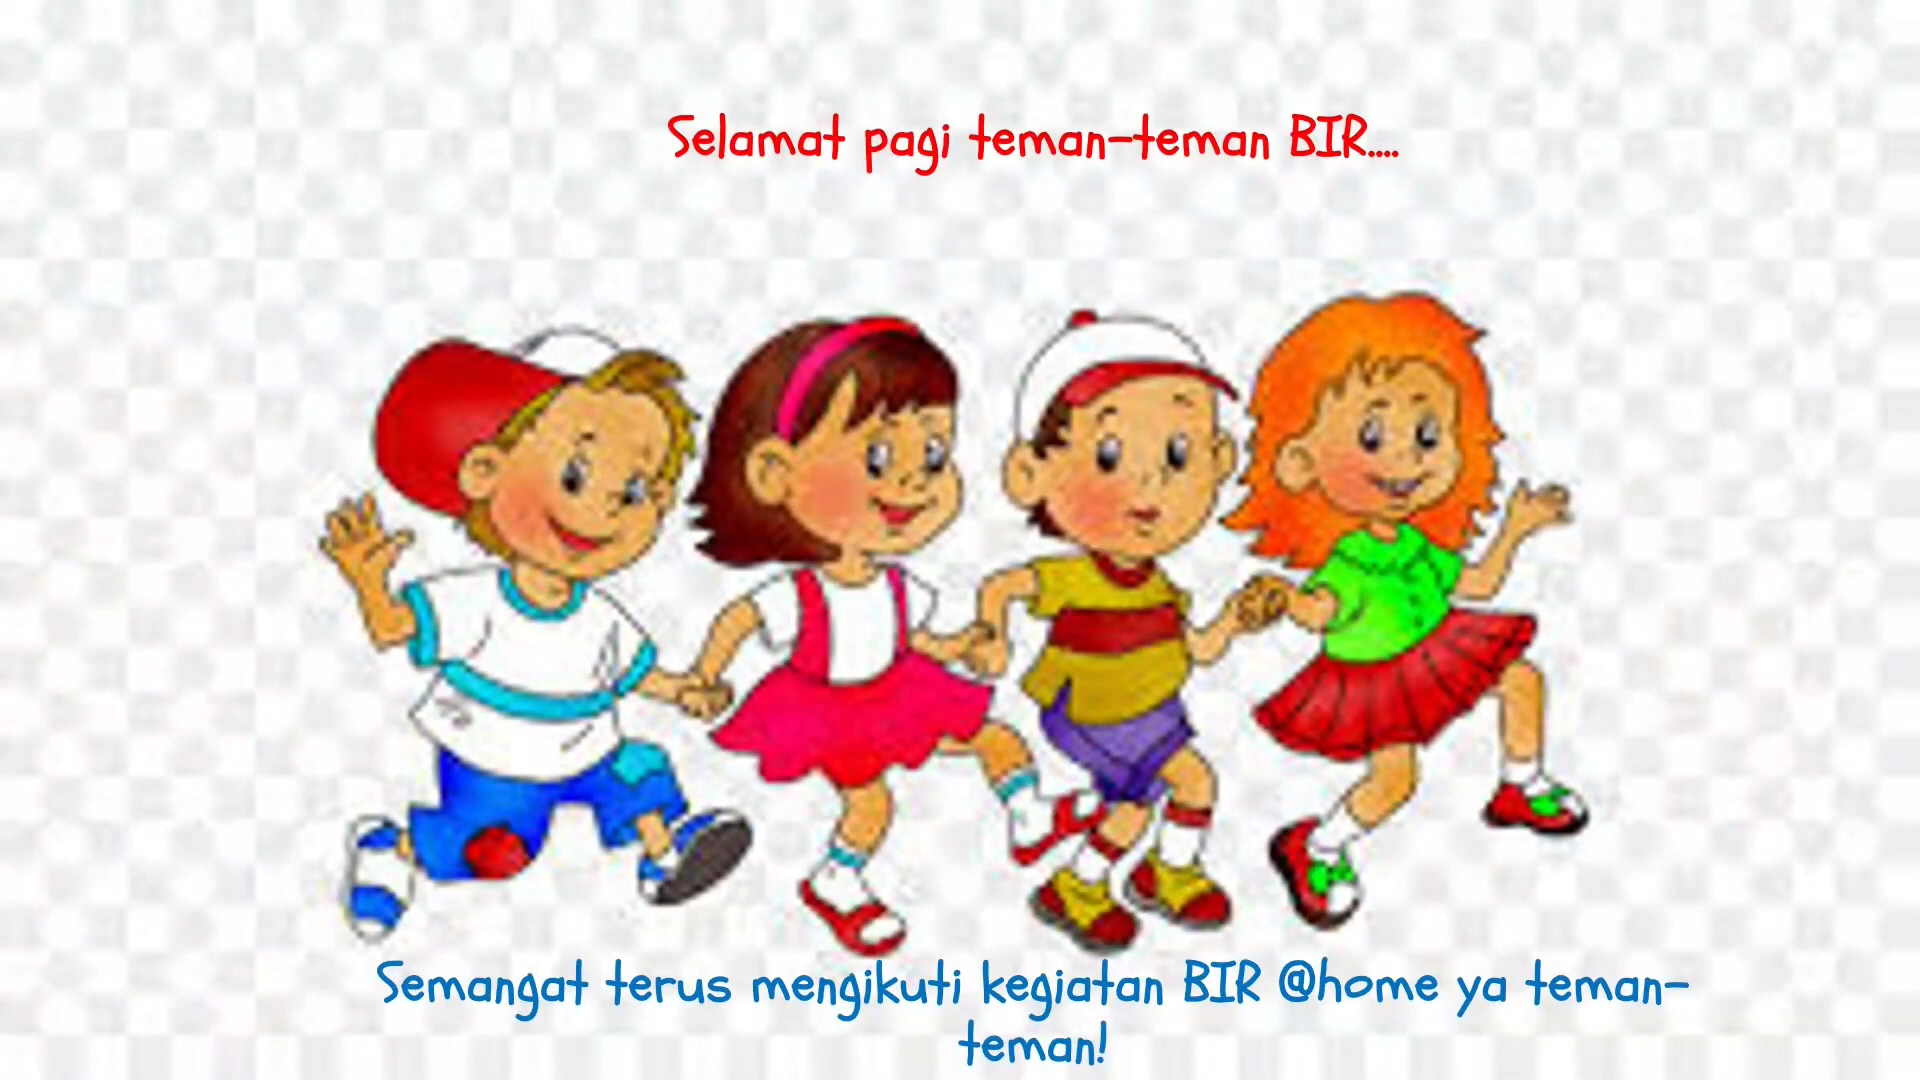 Selamat pagi teman-teman BIR....
Semangat terus mengikuti kegiatan BIR @home ya teman-
teman!